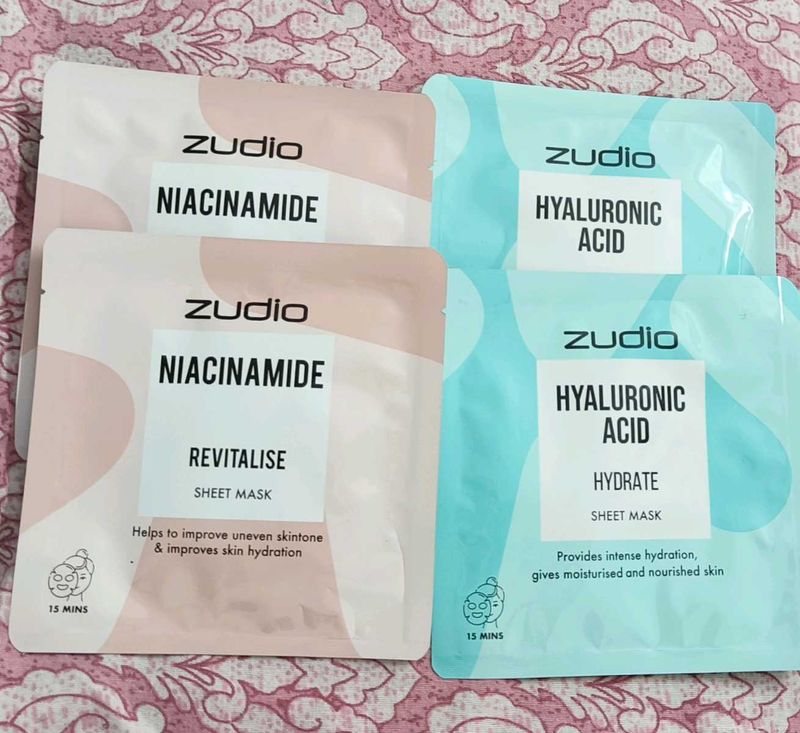 zudio
NIACINAMIDE
zudio
HYALURONIC
ACID
zudio
NIACINAMIDE
REVITALISE
SHEET MASK
Helps to improve uneven skintone
& improves skin hydration
15 MINS
zudio
HYALURONIC
ACID
HYDRATE
SHEET MASK
Provides intense hydration,
gives moisturised and nourished skin
15 MINS